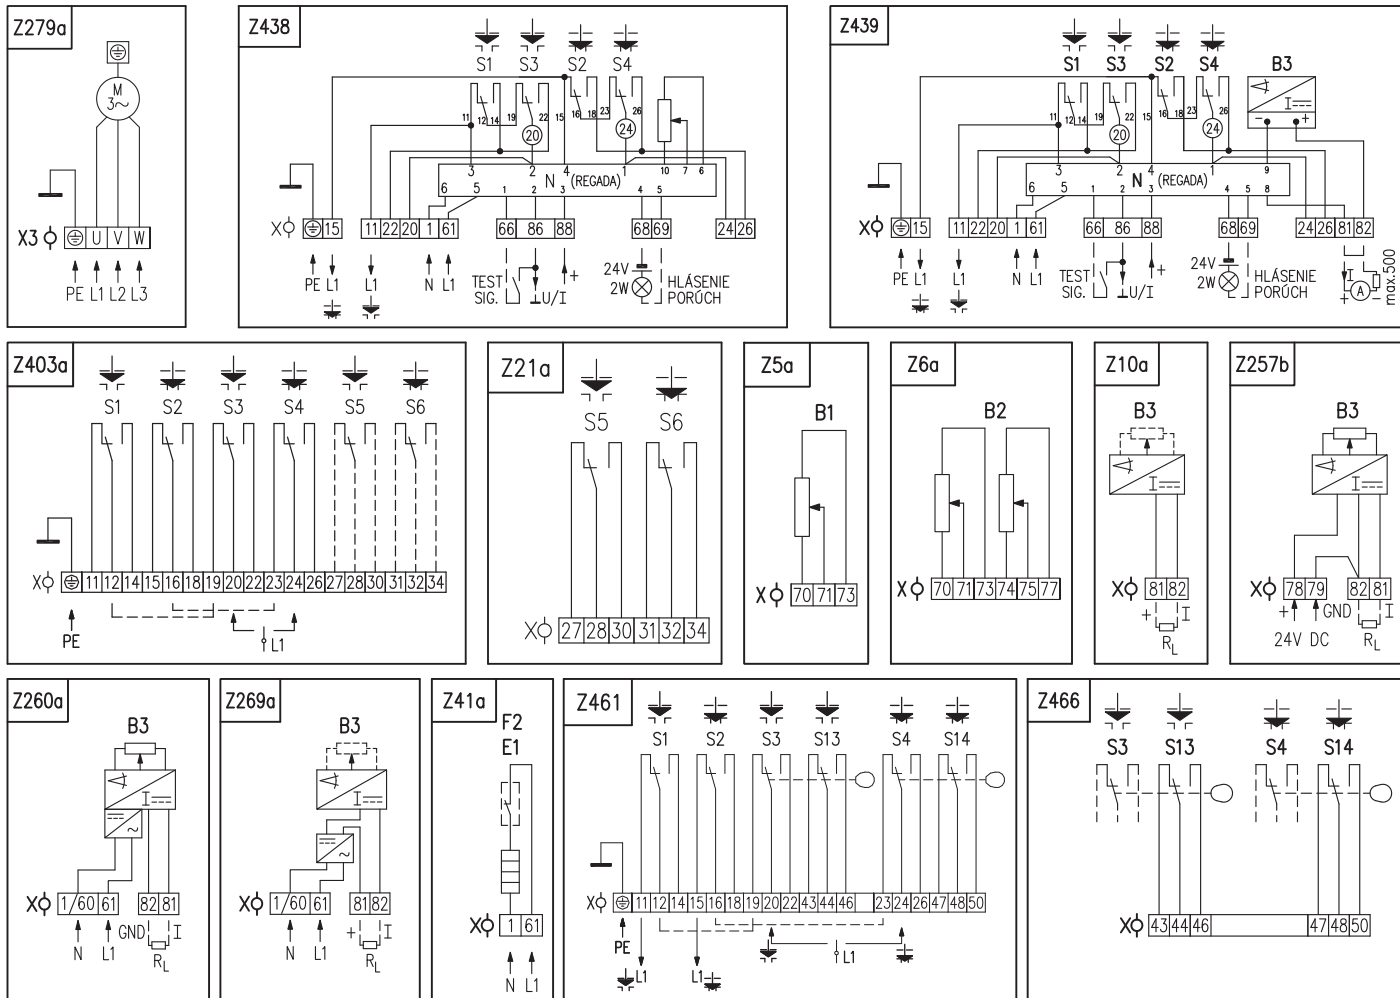 Z279a
M
3~
X3 U V W
PE L1 L2 L3
Z438
S1 S3 S2 S4
11 12 14 19 22 15 16 18 23 26
20 24
3 2 4 1 10 7 6
N (REGADA)
6 5 1 2 3 4 5
X 15 11 22 20 1 61 66 86 88 68 69 24 26
PE L1 L1 N L1
TEST SIG.
U/I
+
24V
2W
HLÁSENIE
PORÚCH
Z439
S1 S3 S2 S4 B3
I
- +
11 12 14 19 22 15 16 18 23 26
20 24
3 2 4 1 9
N (REGADA)
6 5 1 2 3 4 5 8
X 15 11 22 20 1 61 66 86 88 68 69 24 26 81 82
PE L1 L1 N L1
TEST SIG.
U/I
+
24V
2W
HLÁSENIE
PORÚCH
I
A
+ -
max.500
Z403a
S1 S2 S3 S4 S5 S6
X 11 12 14 15 16 18 19 20 22 23 24 26 27 28 30 31 32 34
PE
L1
Z21a
S5 S6
X 27 28 30 31 32 34
Z5a
B1
X 70 71 73
Z6a
B2
X 70 71 73 74 75 77
Z10a
B3
I
X 81 82
+ I
RL
Z257b
B3
I
X 78 79 82 81
+ GND I
24V DC RL
Z260a
B3
I
~
X 1/60 61 82 81
GND I
N L1 RL
Z269a
B3
I
~
X 1/60 61 81 82
+ I
N L1 RL
Z41a
F2
E1
X 1 61
N L1
Z461
S1 S2 S3 S13 S4 S14
X 11 12 14 15 16 18 19 20 22 43 44 46 23 24 26 47 48 50
PE
L1 L1 L1
Z466
S3 S13 S4 S14
X 43 44 46 47 48 50